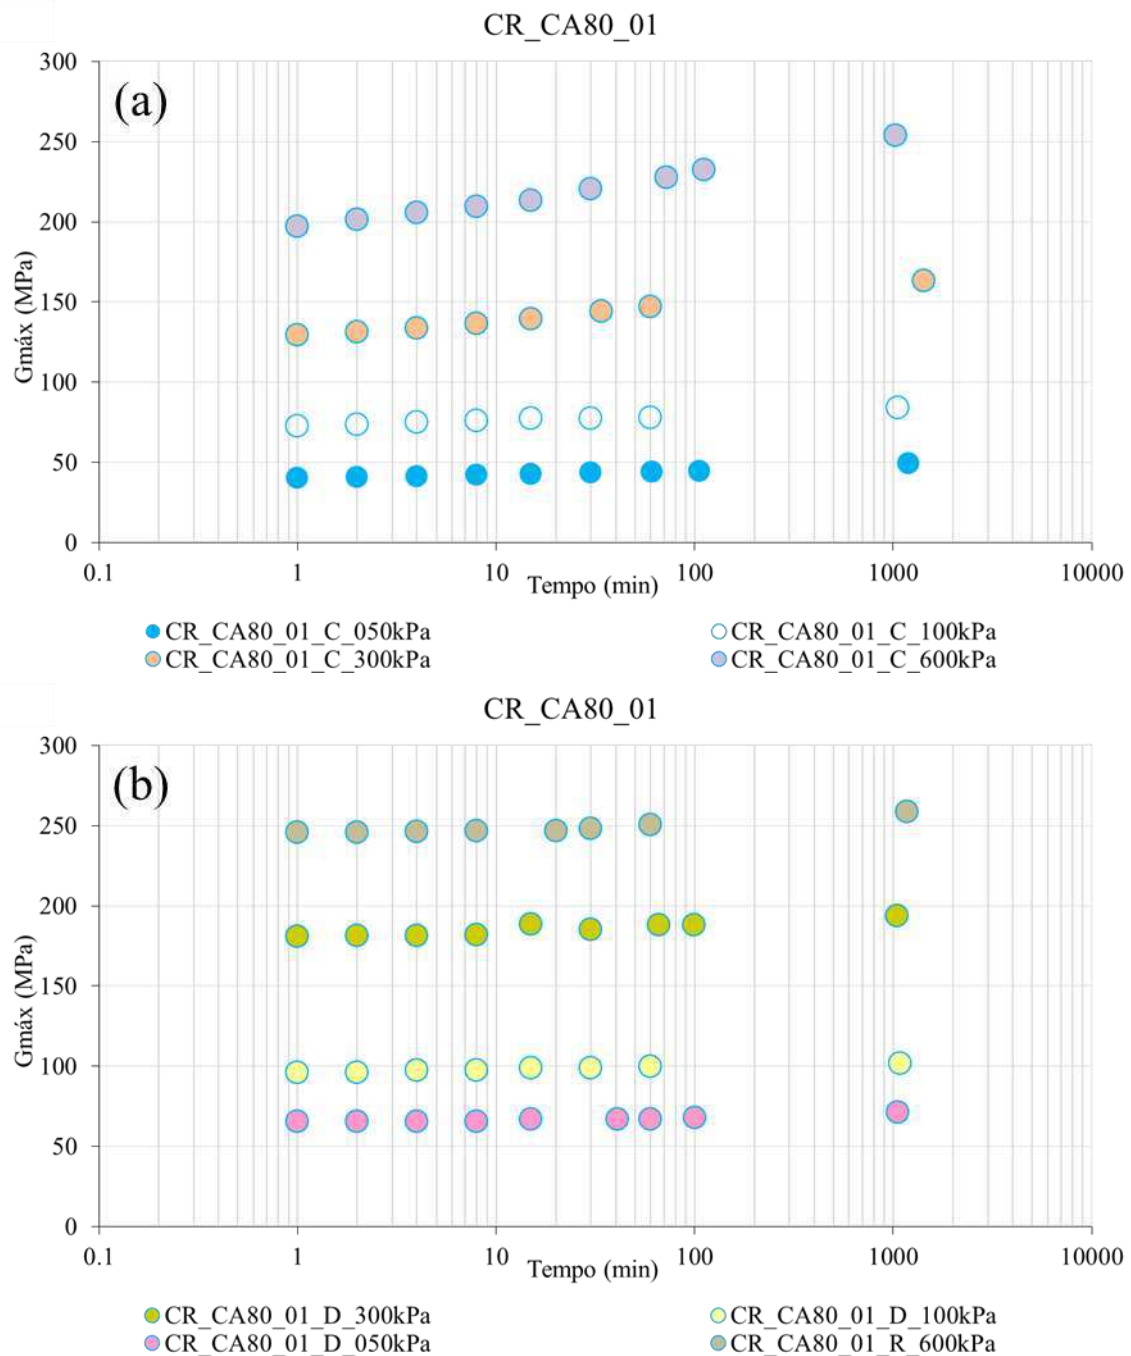 CR_CA80_01
(a)
300
250
200
150
100
50
0
Gmáx (MPa)
0.1 1 10 100 1000 10000
Tempo (min)
CR_CA80_01_C_050kPa CR_CA80_01_C_100kPa
CR_CA80_01_C_300kPa CR_CA80_01_C_600kPa
CR_CA80_01
(b)
300
250
200
150
100
50
0
Gmáx (MPa)
0.1 1 10 100 1000 10000
Tempo (min)
CR_CA80_01_D_300kPa CR_CA80_01_D_100kPa
CR_CA80_01_D_050kPa CR_CA80_01_R_600kPa